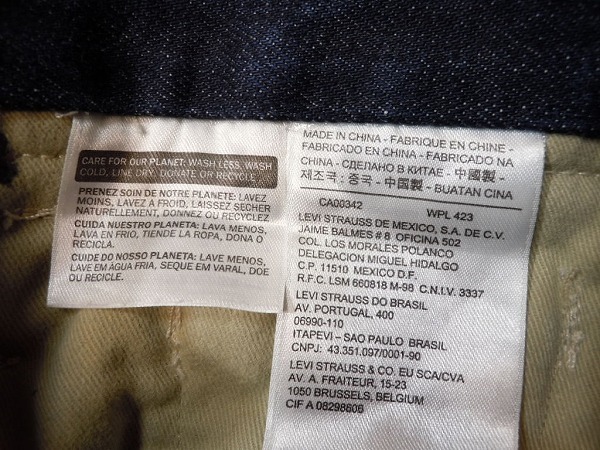 CARE FOR OUR PLANET: WASH LESS, WASH
COLD, LINE DRY, DONATE OR RECYCLE.
PRENEZ SOIN DE NOTRE PLANETE: LAVEZ
MOINS, LAVEZ A FROID, LAISSEZ SECHER
NATURELLEMENT, DONNEZ OU RECYCLEZ
CUIDA NUESTRO PLANETA: LAVA MENOS,
LAVA EN FRIO, TIENDE LA ROPA, DONA O
RECICLA.
CUIDE DO NOSSO PLANETA: LAVE MENOS,
LAVE EM ÁGUA FRIA, SEQUE EM VARAL, DOE
OU RECICLE.
MADE IN CHINA - FABRIQUE EN CHINE -
FABRICADO EN CHINA - FABRICADO NA
CHINA - СДЕЛАНО В КИТАЕ - 中國製 -
제조국: 중국 - 中国製 - BUATAN CINA
CA00342 WPL 423
LEVI STRAUSS DE MEXICO, S.A. DE C.V.
JAIME BALMES # 8 OFICINA 502
COL. LOS MORALES POLANCO
DELEGACION MIGUEL HIDALGO
C.P. 11510 MEXICO D.F.
R.F.C. LSM 660818 M-98 C.N.I.V. 3337
LEVI STRAUSS DO BRASIL
AV. PORTUGAL, 400
06990-110
ITAPEVI - SAO PAULO BRASIL
CNPJ: 43.351.097/0001-90
LEVI STRAUSS & CO. EU SCA/CVA
AV. A. FRAITEUR, 15-23
1050 BRUSSELS, BELGIUM
CIF A 08298606